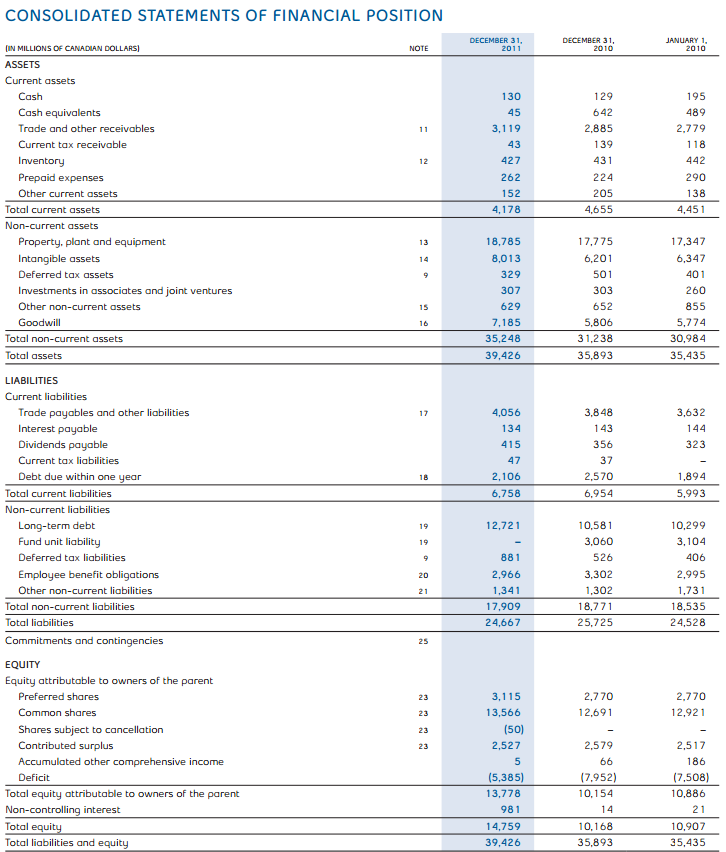 CONSOLIDATED STATEMENTS OF FINANCIAL POSITION
(IN MILLIONS OF CANADIAN DOLLARS) NOTE DECEMBER 31, 2011 DECEMBER 31, 2010 JANUARY 1, 2010
ASSETS
Current assets
Cash 130 129 195
Cash equivalents 45 642 489
Trade and other receivables 11 3,119 2,885 2,779
Current tax receivable 43 139 118
Inventory 12 427 431 442
Prepaid expenses 262 224 290
Other current assets 152 205 138
Total current assets 4,178 4,655 4,451
Non-current assets
Property, plant and equipment 13 18,785 17,775 17,347
Intangible assets 14 8,013 6,201 6,347
Deferred tax assets 9 329 501 401
Investments in associates and joint ventures 307 303 260
Other non-current assets 15 629 652 855
Goodwill 16 7,185 5,806 5,774
Total non-current assets 35,248 31,238 30,984
Total assets 39,426 35,893 35,435
LIABILITIES
Current liabilities
Trade payables and other liabilities 17 4,056 3,848 3,632
Interest payable 134 143 144
Dividends payable 415 356 323
Current tax liabilities 47 37 –
Debt due within one year 18 2,106 2,570 1,894
Total current liabilities 6,758 6,954 5,993
Non-current liabilities
Long-term debt 19 12,721 10,581 10,299
Fund unit liability 19 – 3,060 3,104
Deferred tax liabilities 9 881 526 406
Employee benefit obligations 20 2,966 3,302 2,995
Other non-current liabilities 21 1,341 1,302 1,731
Total non-current liabilities 17,909 18,771 18,535
Total liabilities 24,667 25,725 24,528
Commitments and contingencies 25
EQUITY
Equity attributable to owners of the parent
Preferred shares 23 3,115 2,770 2,770
Common shares 23 13,566 12,691 12,921
Shares subject to cancellation 23 (50) – –
Contributed surplus 23 2,527 2,579 2,517
Accumulated other comprehensive income 5 66 186
Deficit (5,385) (7,952) (7,508)
Total equity attributable to owners of the parent 13,778 10,154 10,886
Non-controlling interest 981 14 21
Total equity 14,759 10,168 10,907
Total liabilities and equity 39,426 35,893 35,435